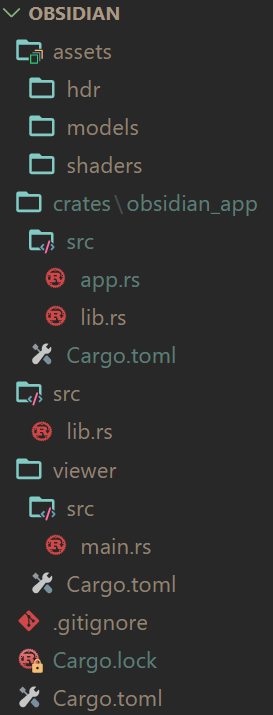 OBSIDIAN
assets
hdr
models
shaders
crates\obsidian_app
src
app.rs
lib.rs
Cargo.toml
src
lib.rs
viewer
src
main.rs
Cargo.toml
.gitignore
Cargo.lock
Cargo.toml